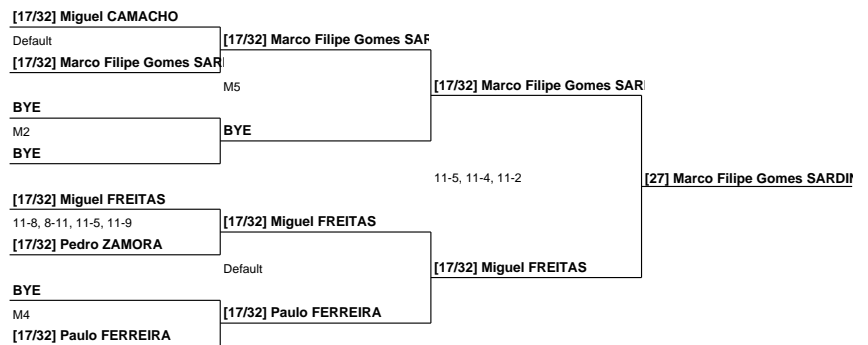 [17/32] Miguel CAMACHO
Default
[17/32] Marco Filipe Gomes SAR
[17/32] Marco Filipe Gomes SAR
M5
[17/32] Marco Filipe Gomes SAR
BYE
M2
BYE
BYE
11-5, 11-4, 11-2
[27] Marco Filipe Gomes SARDIN
[17/32] Miguel FREITAS
11-8, 8-11, 11-5, 11-9
[17/32] Miguel FREITAS
[17/32] Pedro ZAMORA
Default
[17/32] Miguel FREITAS
BYE
M4
[17/32] Paulo FERREIRA
[17/32] Paulo FERREIRA